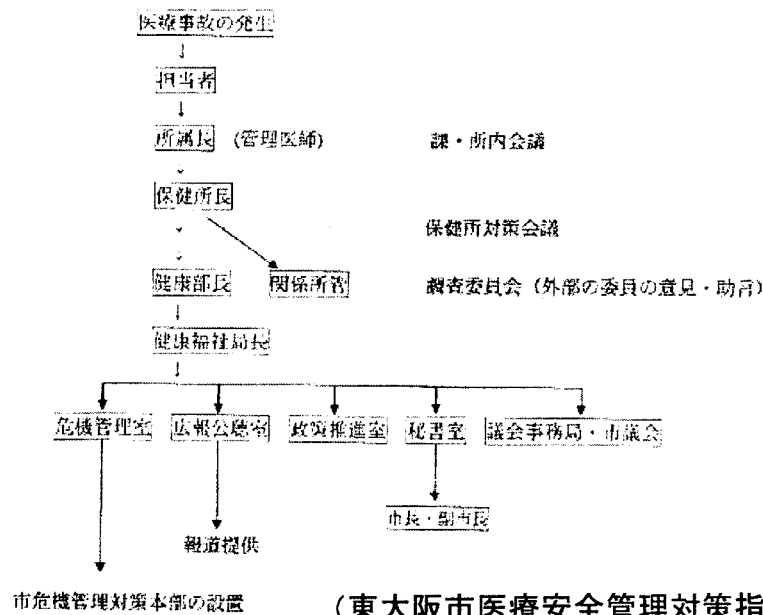 医療事故の発生
担当者
所属長 (管理医師) 課・所内会議
保健所長
保健所対策会議
健康部長 関係所管 調査委員会（外部の委員の意見・助言）
健康福祉局長
危機管理室 広報公聴室 政策推進室 秘書室 議会事務局・市議会
市長・副市長
報道提供
市危機管理対策本部の設置 （東大阪市医療安全管理対策指